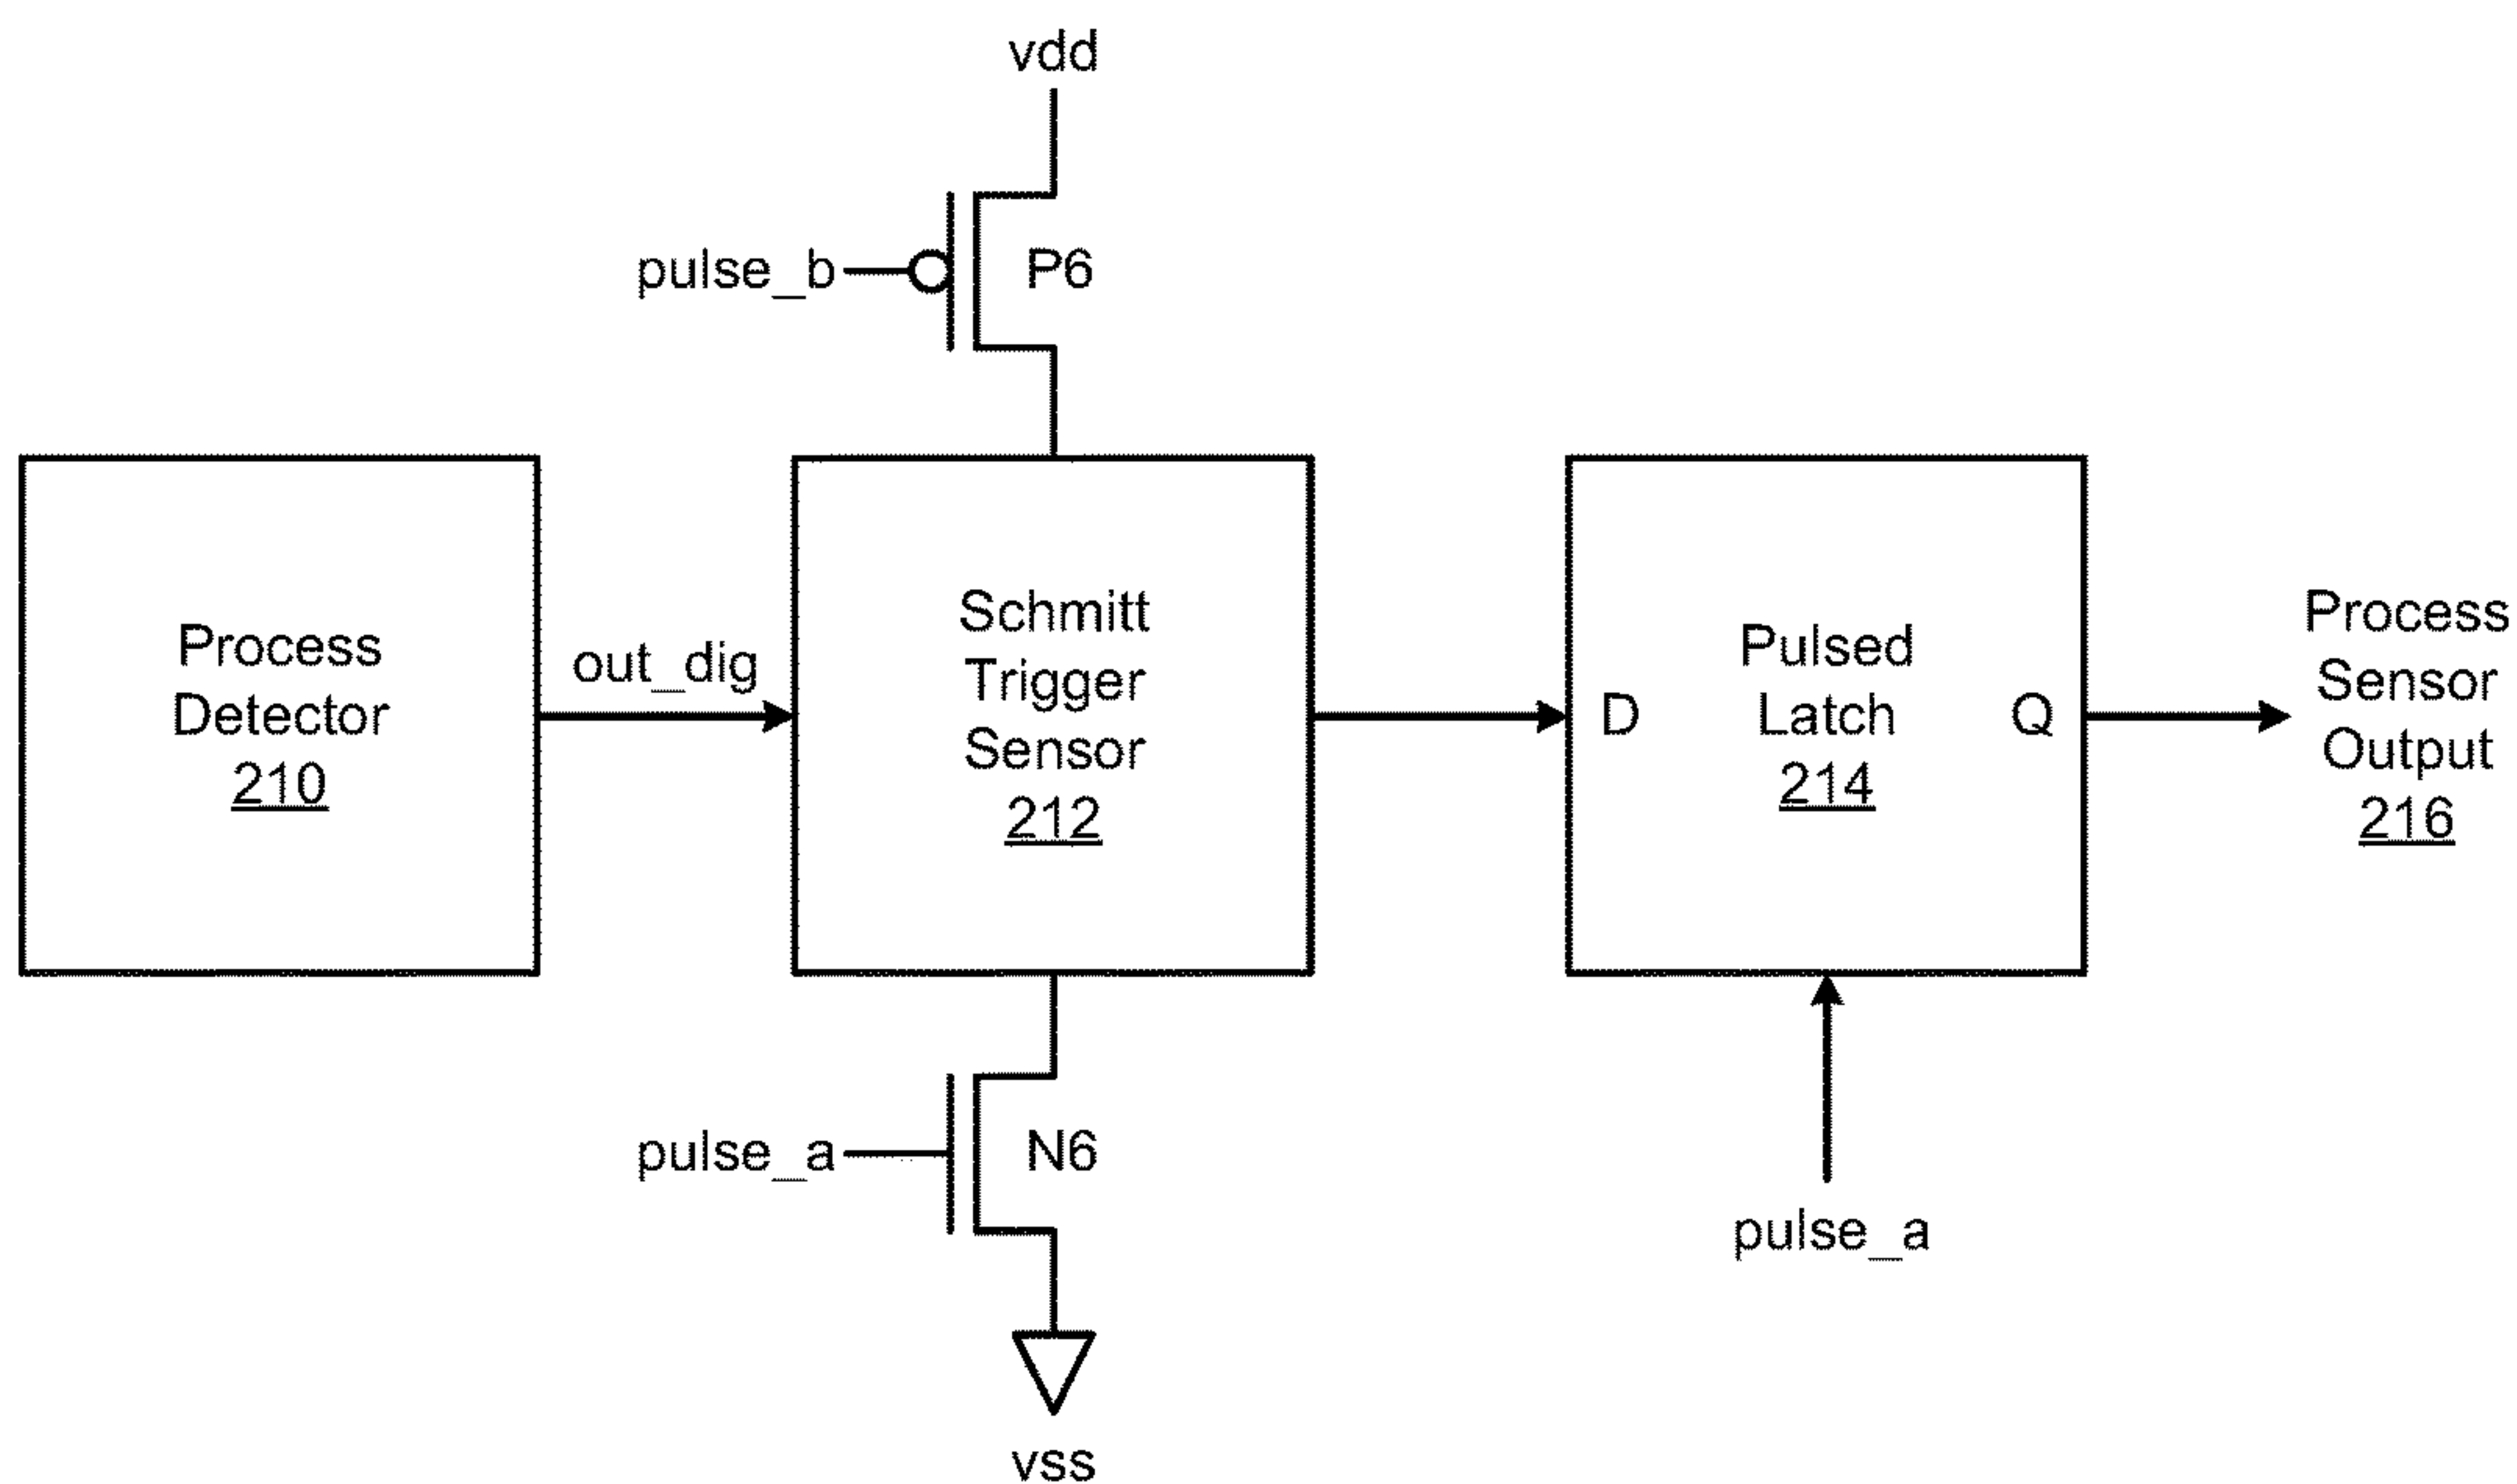 vdd
pulse_b
P6
Process
Detector
210
out_dig
Schmitt
Trigger
Sensor
212
D
Pulsed
Latch
214
Q
Process
Sensor
Output
216
pulse_a
N6
pulse_a
vss